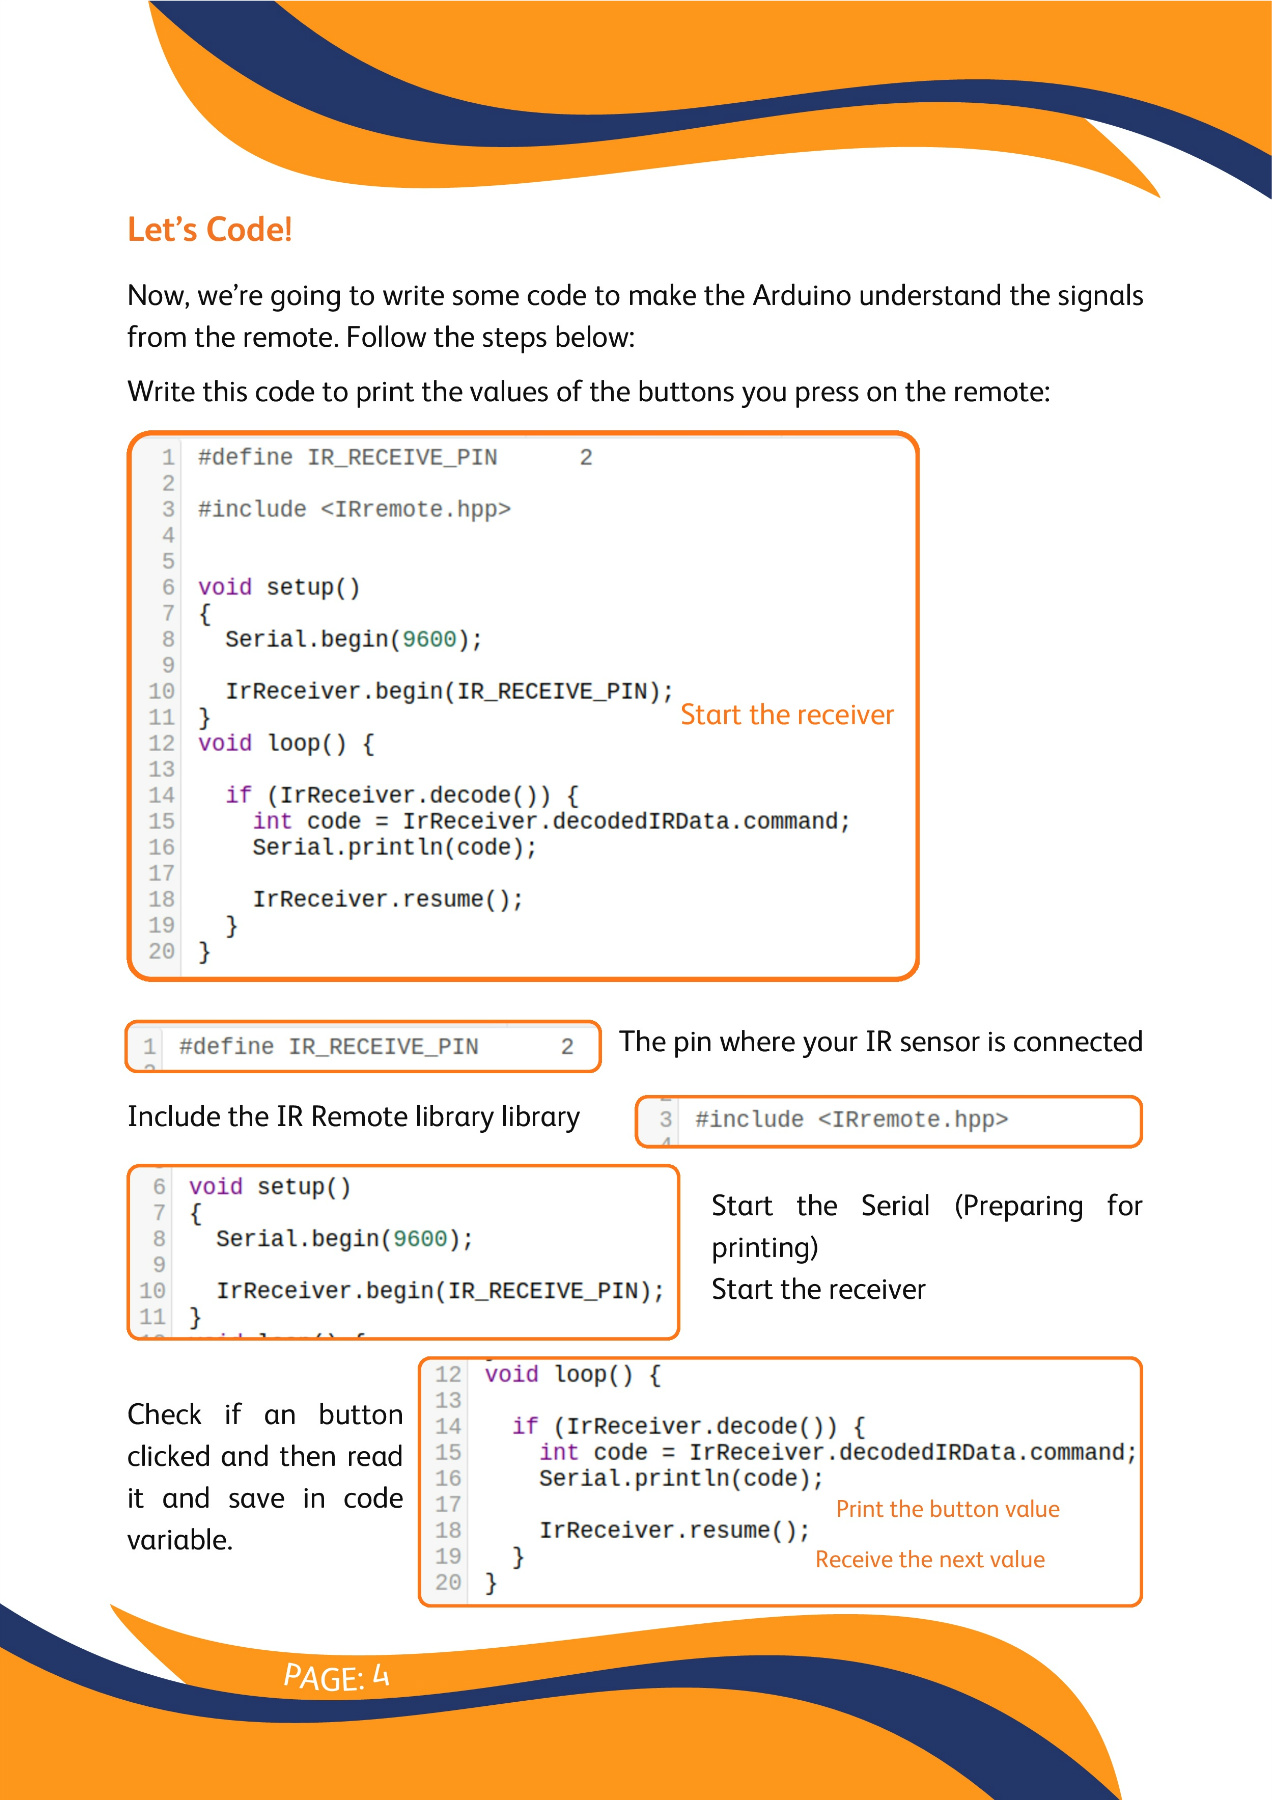 Let's Code!
Now, we're going to write some code to make the Arduino understand the signals
from the remote. Follow the steps below:
Write this code to print the values of the buttons you press on the remote:
1 #define IR_RECEIVE_PIN      2
2
3 #include <IRremote.hpp>
4
5
6 void setup()
7 {
8   Serial.begin(9600);
9
10   IrReceiver.begin(IR_RECEIVE_PIN);
Start the receiver
11 }
12 void loop() {
13
14   if (IrReceiver.decode()) {
15     int code = IrReceiver.decodedIRData.command;
16     Serial.println(code);
17
18     IrReceiver.resume();
19   }
20 }
1 #define IR_RECEIVE_PIN      2
The pin where your IR sensor is connected
Include the IR Remote library library
3 #include <IRremote.hpp>
6 void setup()
7 {
8   Serial.begin(9600);
9
10   IrReceiver.begin(IR_RECEIVE_PIN);
11 }
Start the Serial (Preparing for
printing)
Start the receiver
Check if an button
clicked and then read
it and save in code
variable.
12 void loop() {
13
14   if (IrReceiver.decode()) {
15     int code = IrReceiver.decodedIRData.command;
16     Serial.println(code);
17
Print the button value
18     IrReceiver.resume();
19   }
Receive the next value
20 }
PAGE: 4